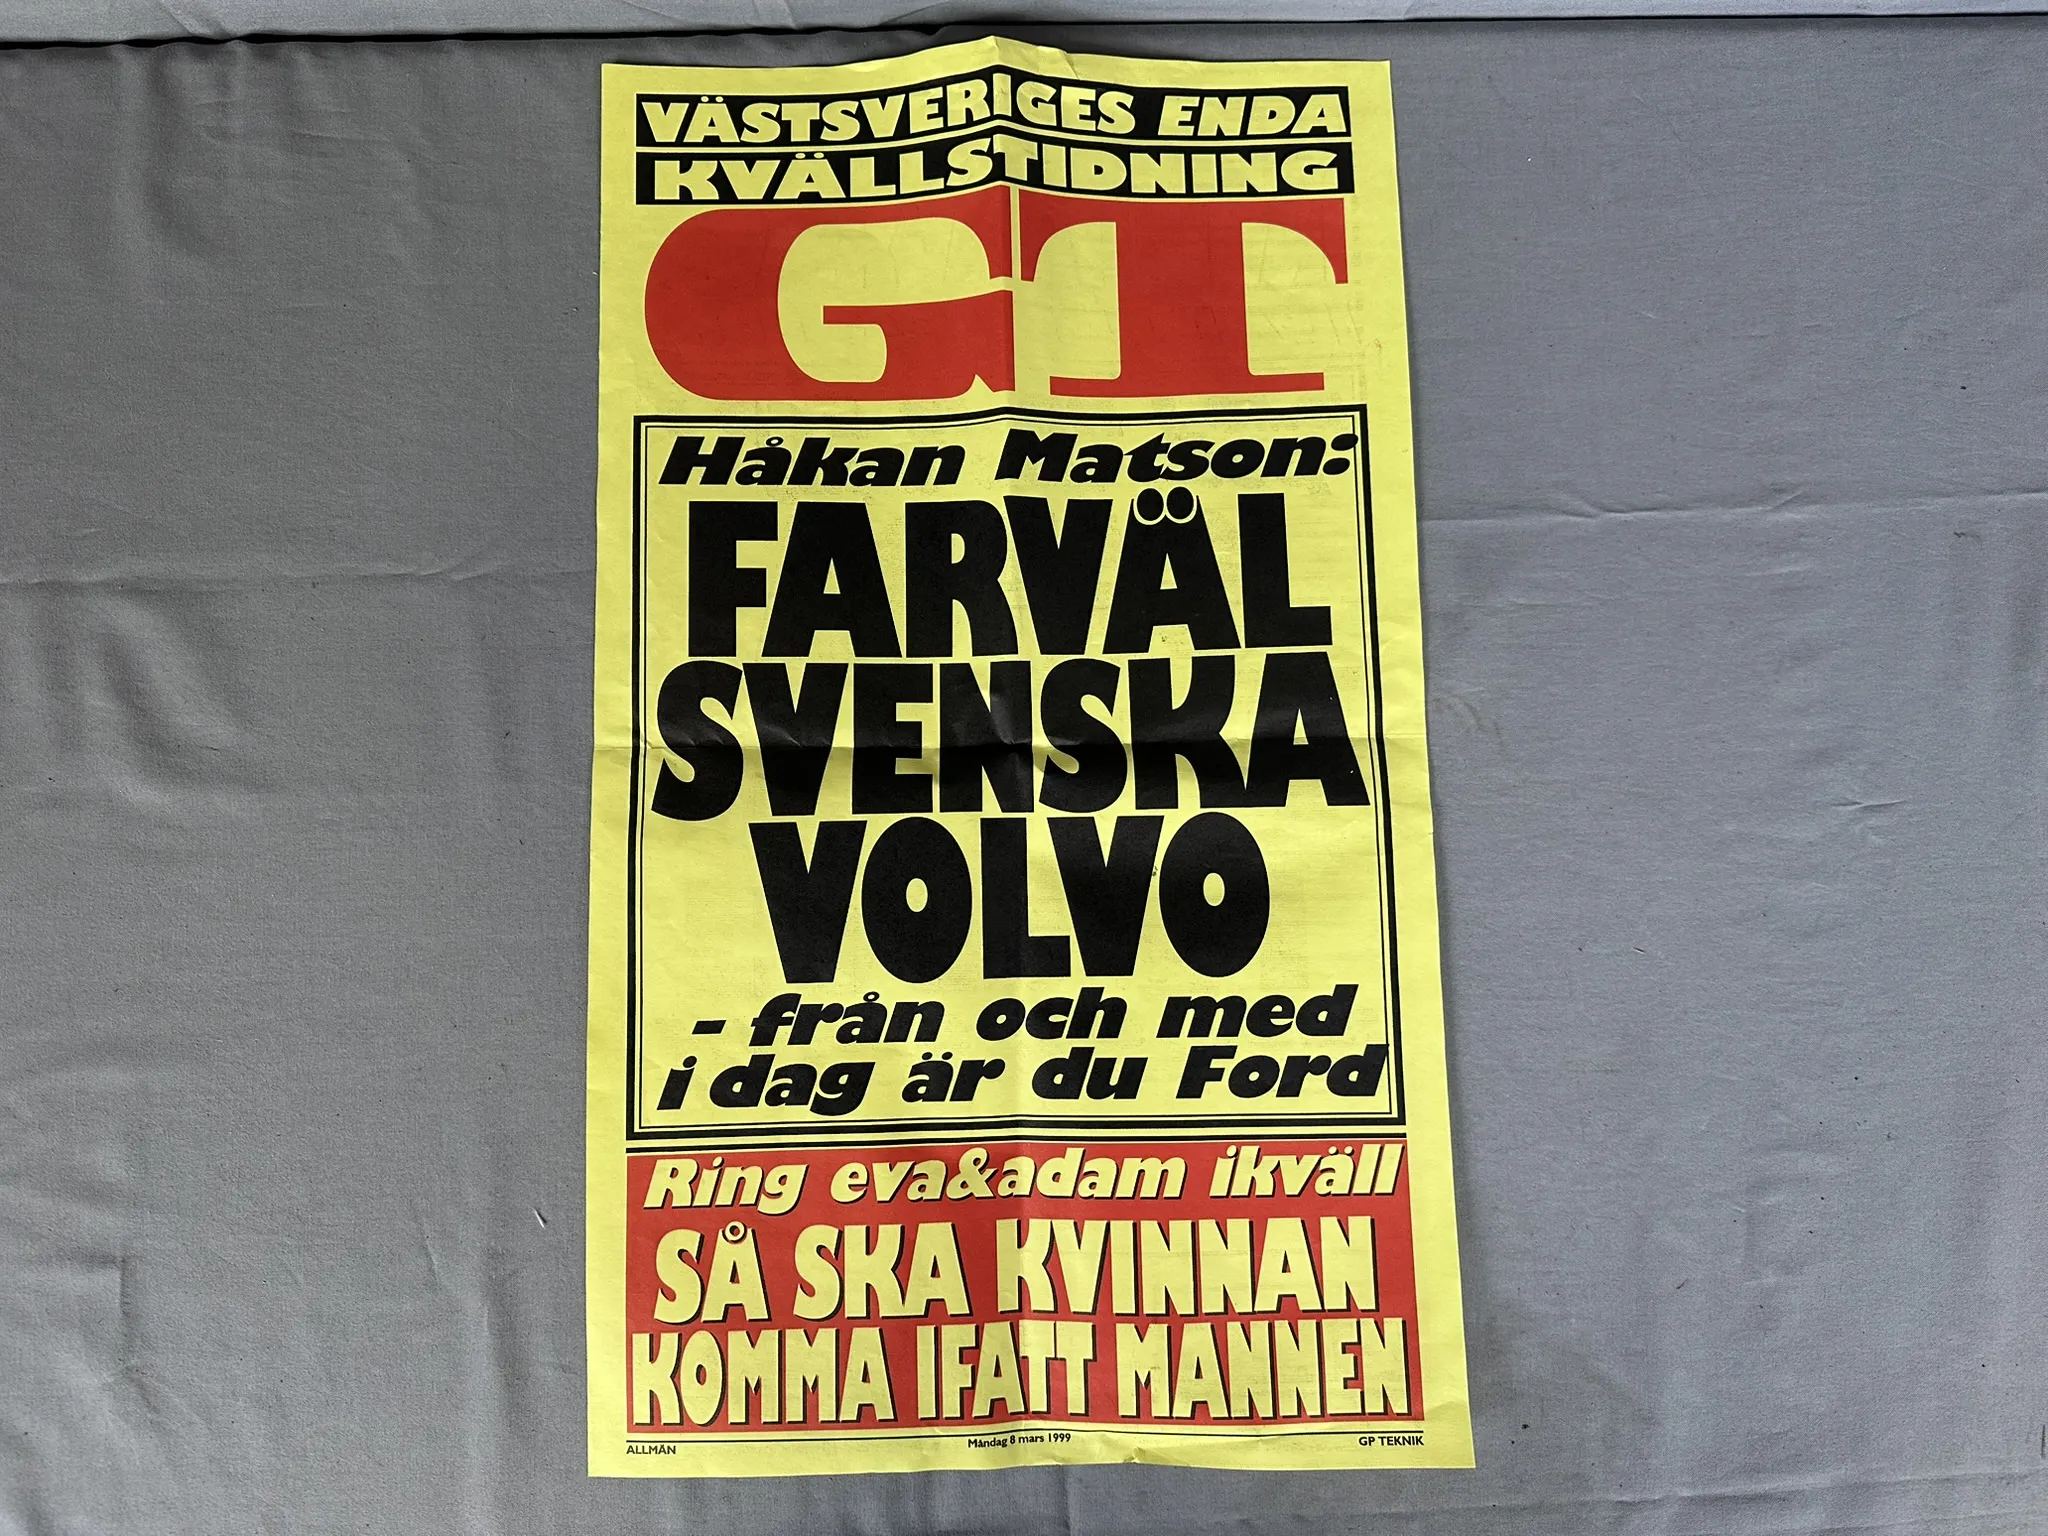 VÄSTSVERIGES ENDA
KVÄLLSTIDNING
GT
Håkan Matson:
FARVÄL
SVENSKA
VOLVO
- från och med
i dag är du Ford
Ring eva&adam ikväll
SÅ SKA KVINNAN
KOMMA IFATT MANNEN
ALLMÄN Måndag 8 mars 1999 GP TEKNIK